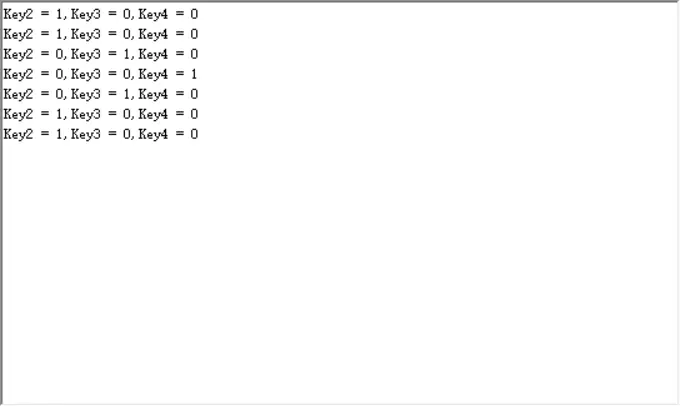 Key2 = 1,Key3 = 0,Key4 = 0
Key2 = 1,Key3 = 0,Key4 = 0
Key2 = 0,Key3 = 1,Key4 = 0
Key2 = 0,Key3 = 0,Key4 = 1
Key2 = 0,Key3 = 1,Key4 = 0
Key2 = 1,Key3 = 0,Key4 = 0
Key2 = 1,Key3 = 0,Key4 = 0